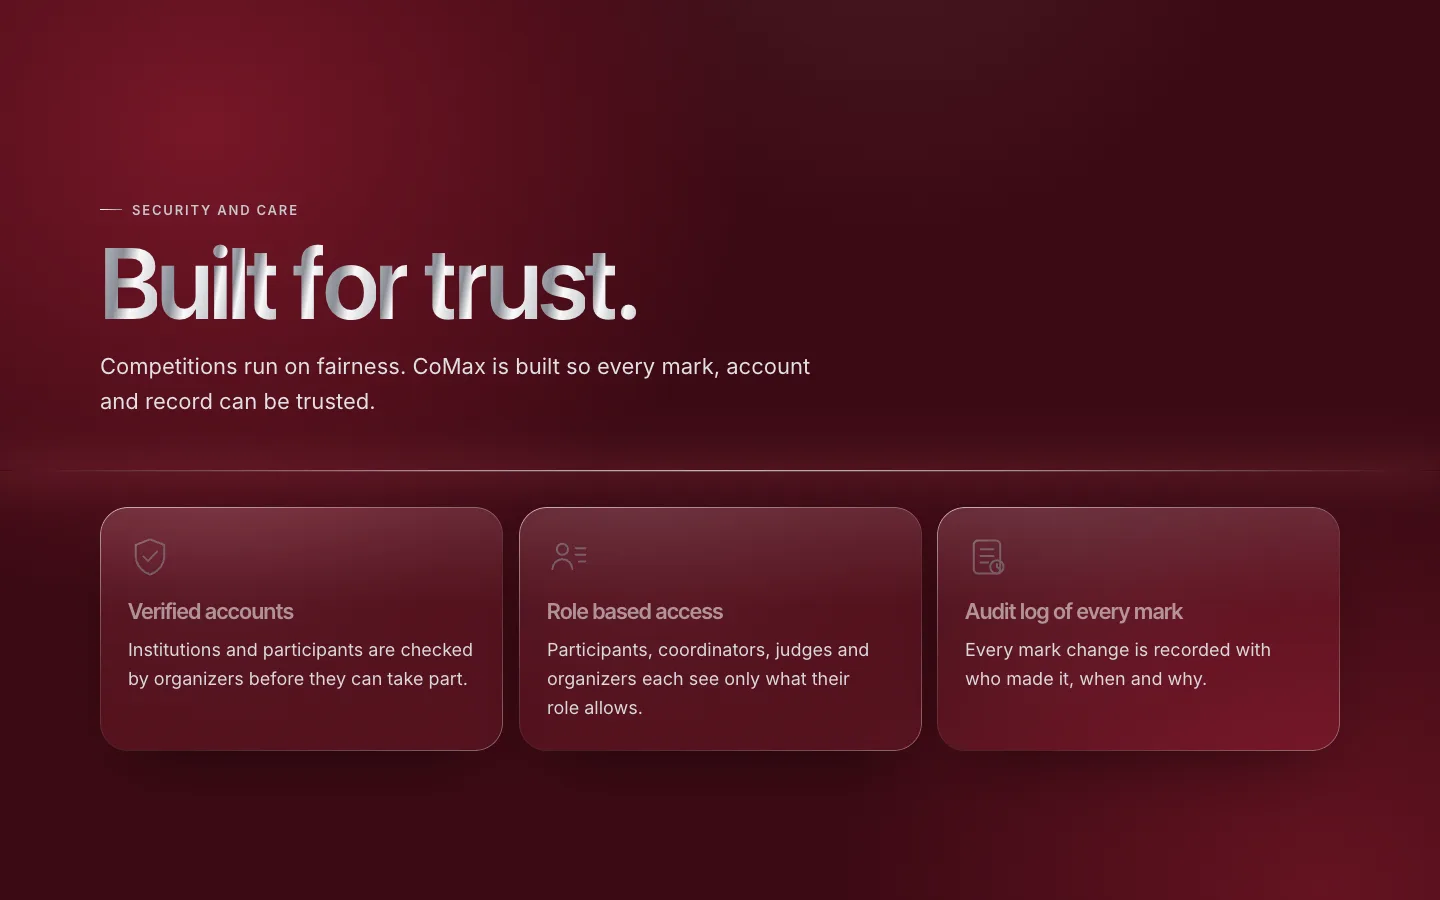 SECURITY AND CARE
Built for trust.
Competitions run on fairness. CoMax is built so every mark, account
and record can be trusted.
Verified accounts
Institutions and participants are checked
by organizers before they can take part.
Role based access
Participants, coordinators, judges and
organizers each see only what their
role allows.
Audit log of every mark
Every mark change is recorded with
who made it, when and why.